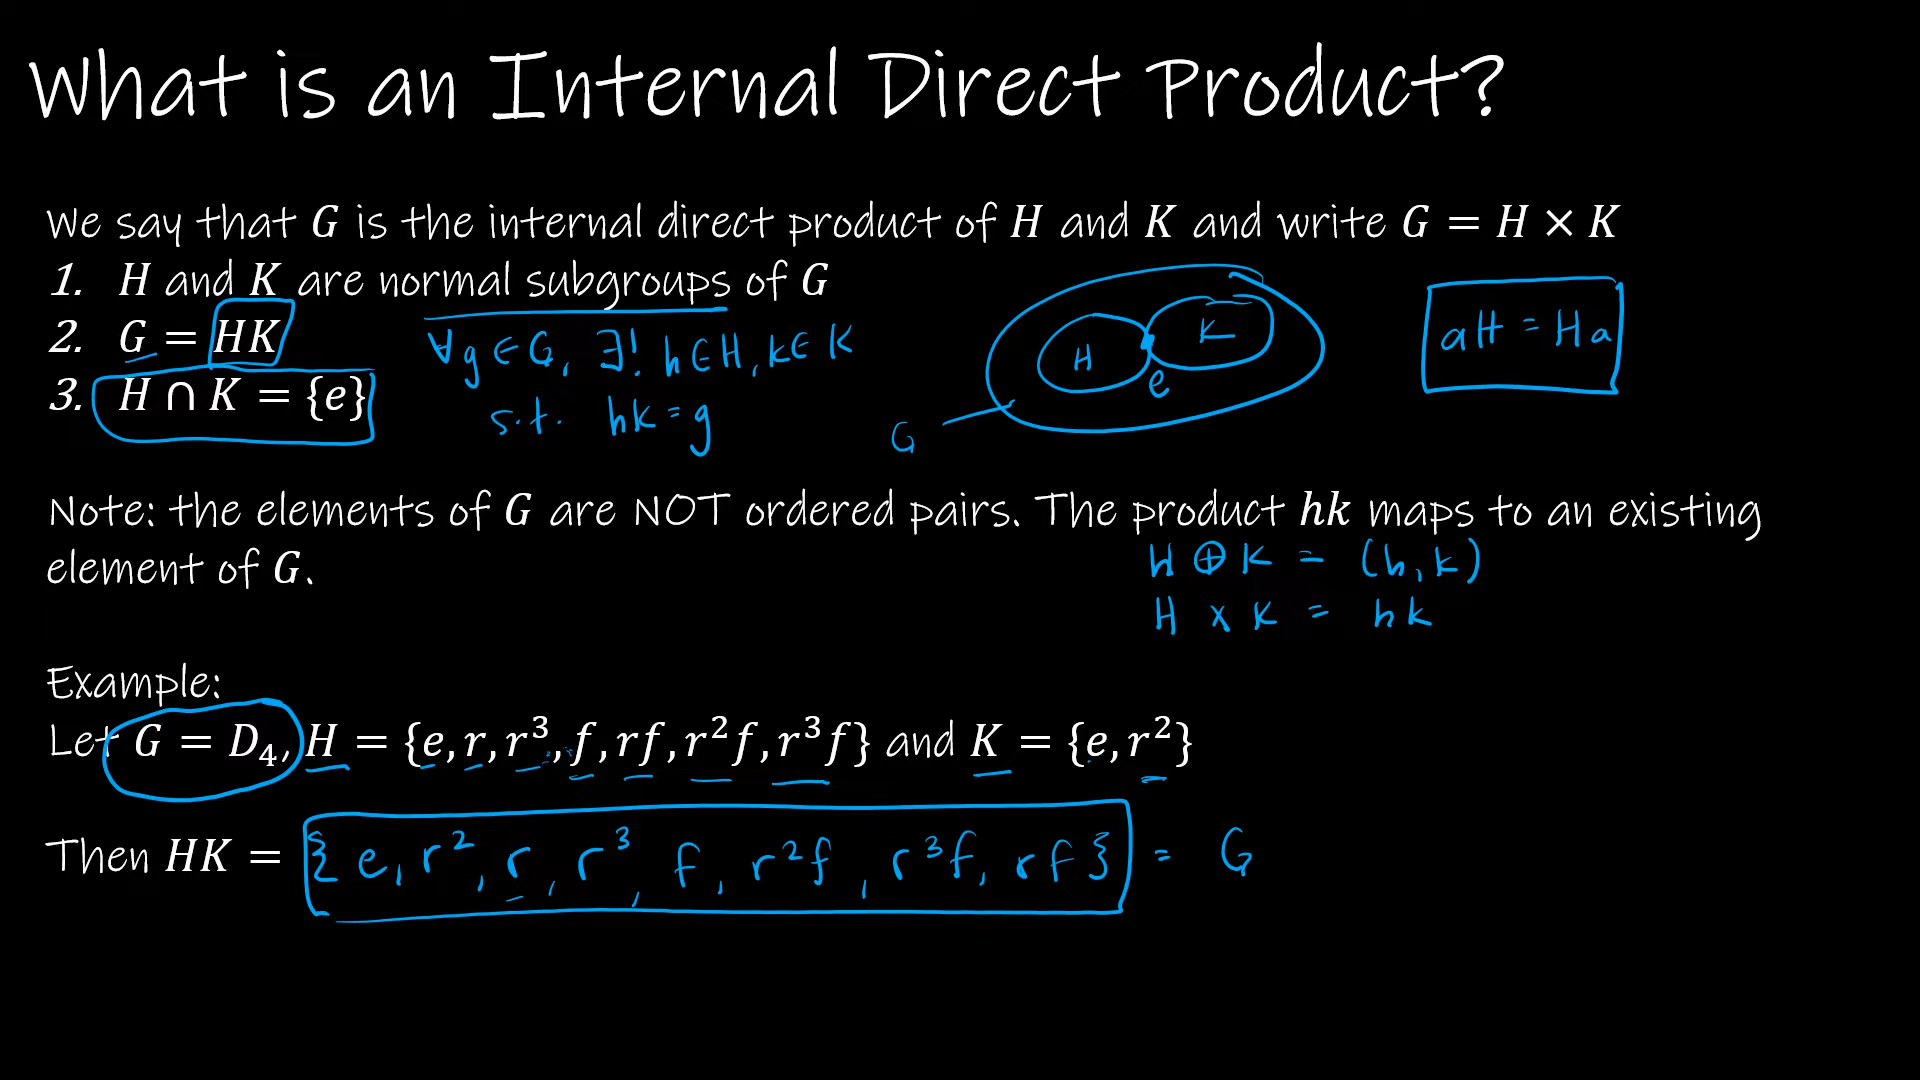 What is an Internal Direct Product?
We say that G is the internal direct product of H and K and write G = H × K
1. H and K are normal subgroups of G
2. G = HK
3. H ∩ K = {e}
∀g ∈ G, ∃! h ∈ H, k ∈ K
s.t. hk = g
H K
e
G
aH = Ha
Note: the elements of G are NOT ordered pairs. The product hk maps to an existing
element of G.
H ⊕ K = (h, k)
H x K = hk
Example:
Let G = D₄, H = {e, r, r³, f, rf, r²f, r³f} and K = {e, r²}
Then HK = {e, r², r, r³, f, r²f, r³f, rf} = G